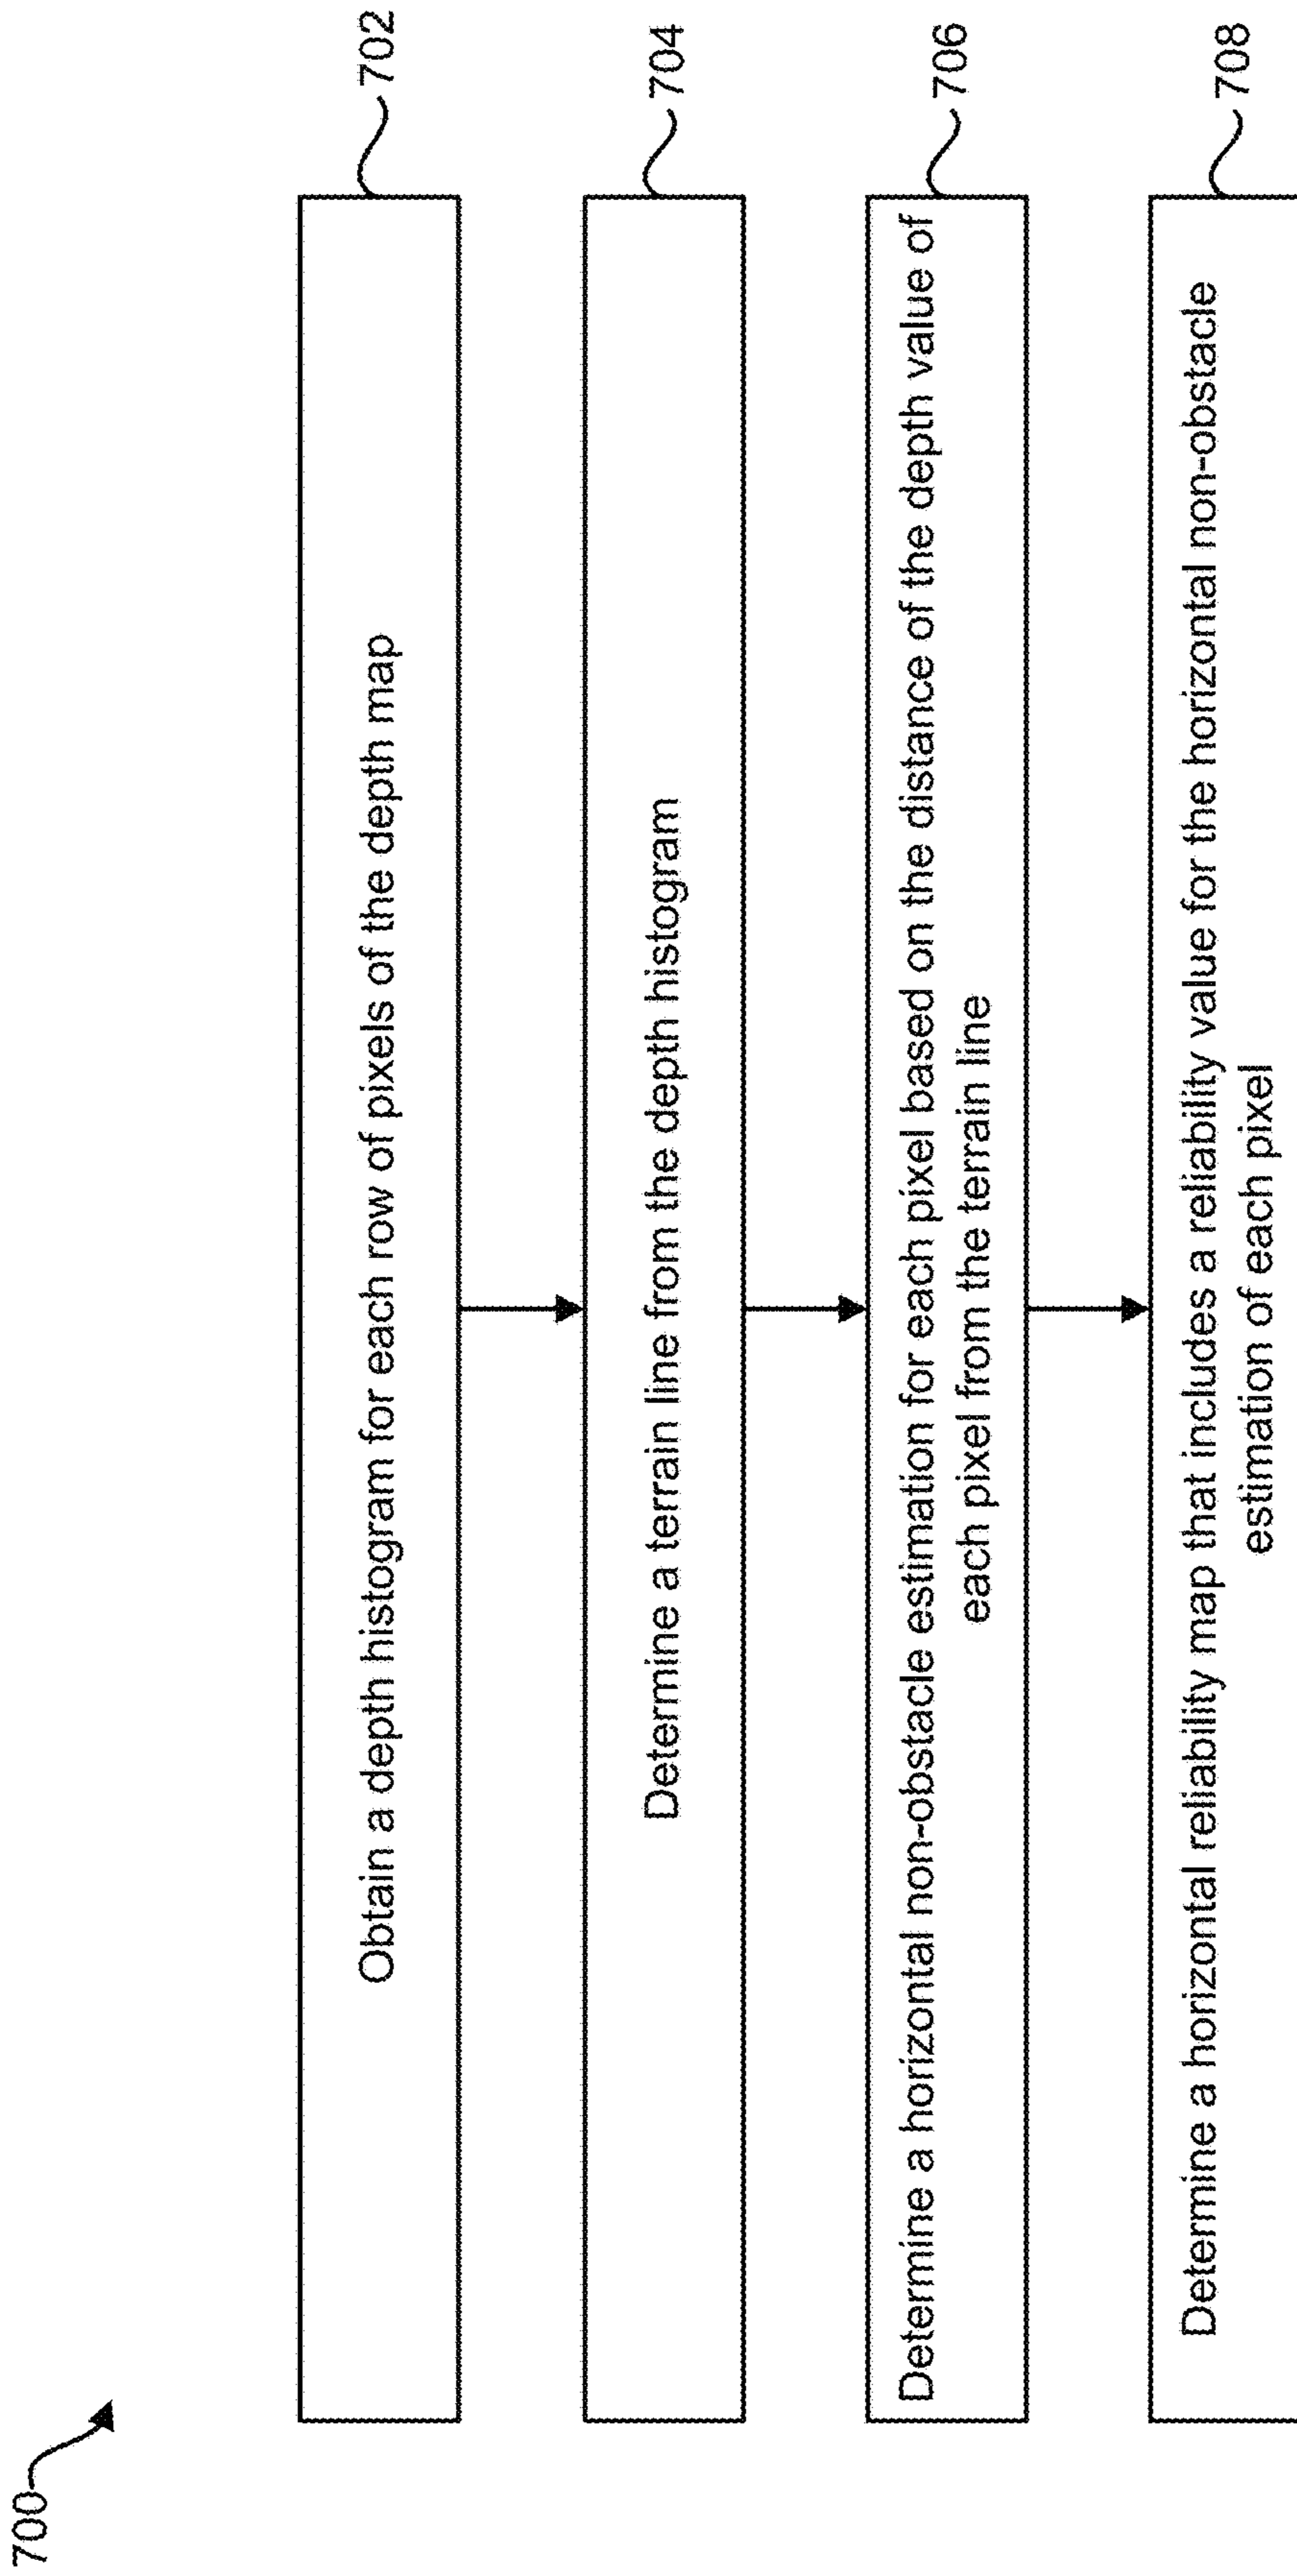 700
702
Obtain a depth histogram for each row of pixels of the depth map
704
Determine a terrain line from the depth histogram
706
Determine a horizontal non-obstacle estimation for each pixel based on the distance of the depth value of
each pixel from the terrain line
708
Determine a horizontal reliability map that includes a reliability value for the horizontal non-obstacle
estimation of each pixel